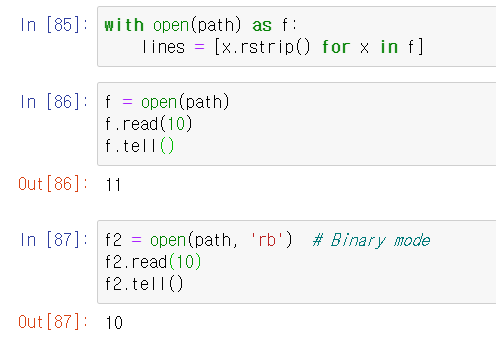 In [85]: with open(path) as f:
    lines = [x.rstrip() for x in f]
In [86]: f = open(path)
f.read(10)
f.tell()
Out[86]: 11
In [87]: f2 = open(path, 'rb')  # Binary mode
f2.read(10)
f2.tell()
Out[87]: 10